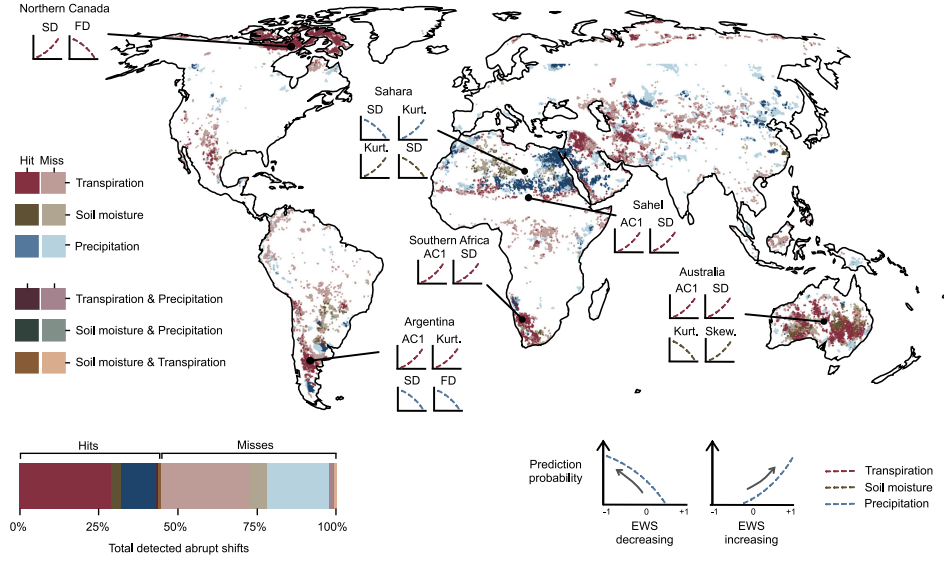 Northern Canada
SD FD
Sahara
SD Kurt.
Kurt. SD
Hit Miss
Transpiration
Soil moisture
Precipitation
Transpiration & Precipitation
Soil moisture & Precipitation
Soil moisture & Transpiration
Sahel
AC1 SD
Southern Africa
AC1 SD
Australia
AC1 SD
Kurt. Skew.
Argentina
AC1 Kurt.
SD FD
Hits Misses
0% 25% 50% 75% 100%
Total detected abrupt shifts
Prediction
probability
-1 0 +1
EWS
decreasing
-1 0 +1
EWS
increasing
Transpiration
Soil moisture
Precipitation